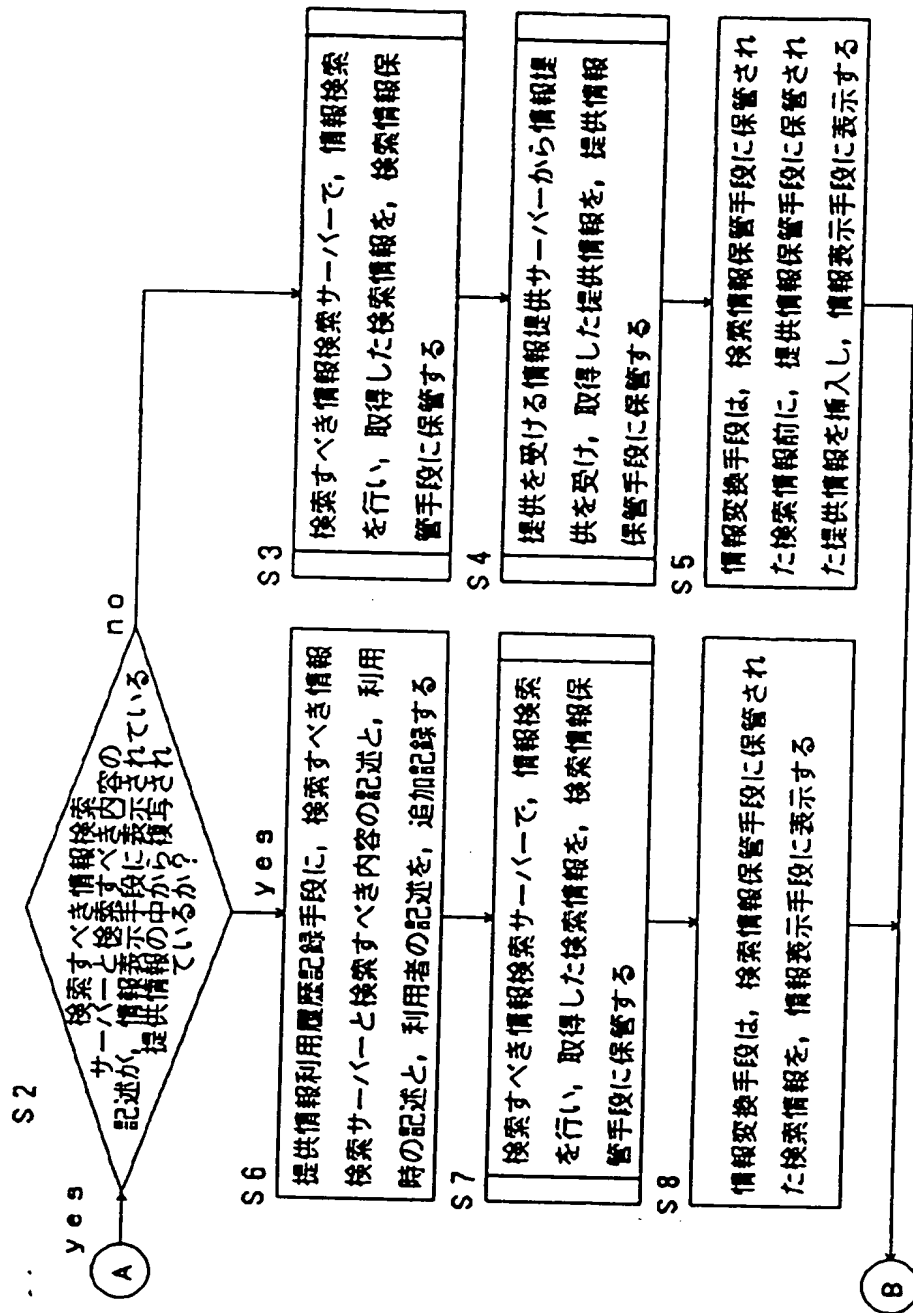 S2
yes
A
検索すべき情報検索
サーバーと検索すべき内容の
記述が，情報表示手段に表示されている
提供情報の中から複写され
ているか？
no
yes
S3
検索すべき情報検索サーバーで，情報検索
を行い，取得した検索情報を，検索情報保
管手段に保管する
S4
提供を受ける情報提供サーバーから情報提
供を受け，取得した提供情報を，提供情報
保管手段に保管する
S5
情報変換手段は，検索情報保管手段に保管され
た検索情報前に，提供情報保管手段に保管され
た提供情報を挿入し，情報表示手段に表示する
S6
提供情報利用履歴記録手段に，検索すべき情報
検索サーバーと検索すべき内容の記述と，利用
時の記述と，利用者の記述を，追加記録する
S7
検索すべき情報検索サーバーで，情報検索
を行い，取得した検索情報を，検索情報保
管手段に保管する
S8
情報変換手段は，検索情報保管手段に保管され
た検索情報を，情報表示手段に表示する
B